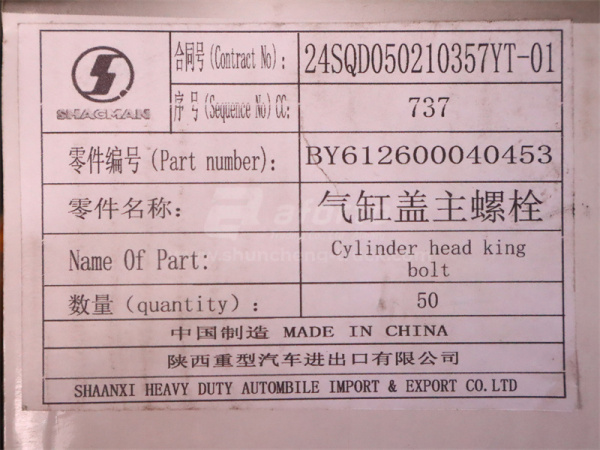 SHACMAN
合同号(Contract No): 24SQD050210357YT-01
序号(Sequence No)CC: 737
零件编号(Part number): BY612600040453
零件名称: 气缸盖主螺栓
Name Of Part: Cylinder head king
bolt
数量(quantity): 50
中国制造 MADE IN CHINA
陕西重型汽车进出口有限公司
SHAANXI HEAVY DUTY AUTOMBILE IMPORT & EXPORT CO.LTD